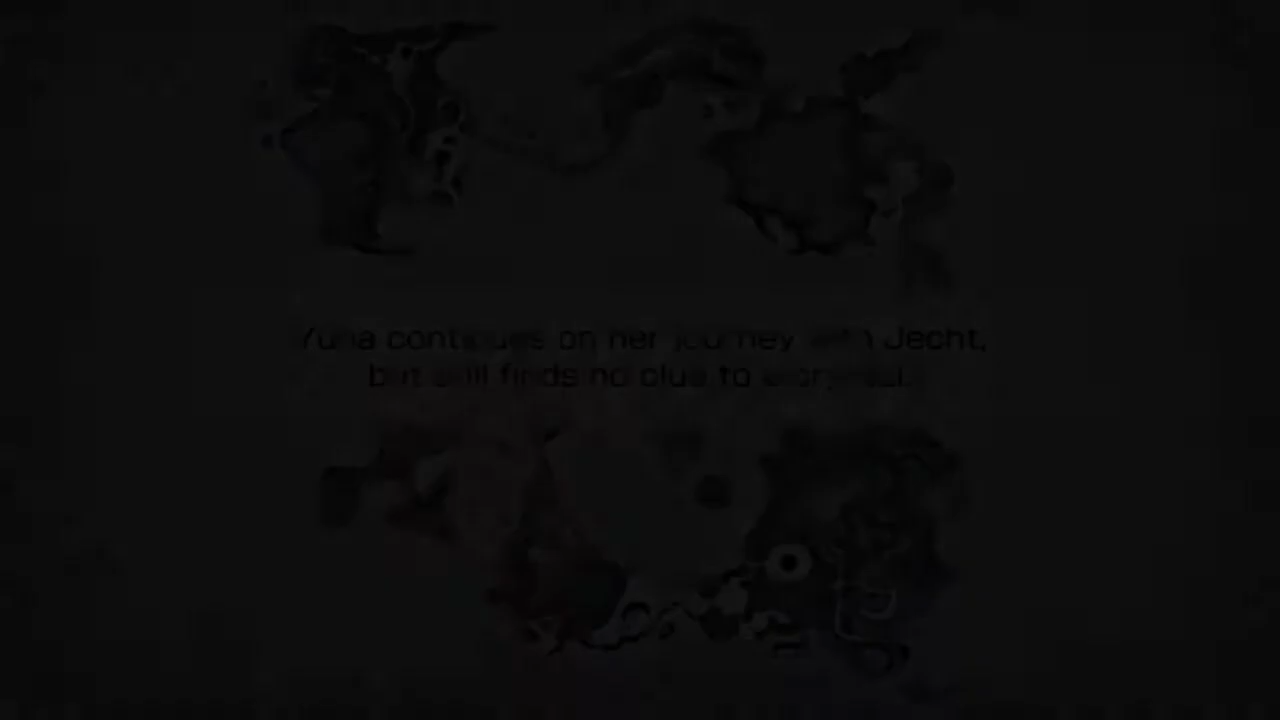 Yuna continues on her journey with Jecht,
but still finds no clue to